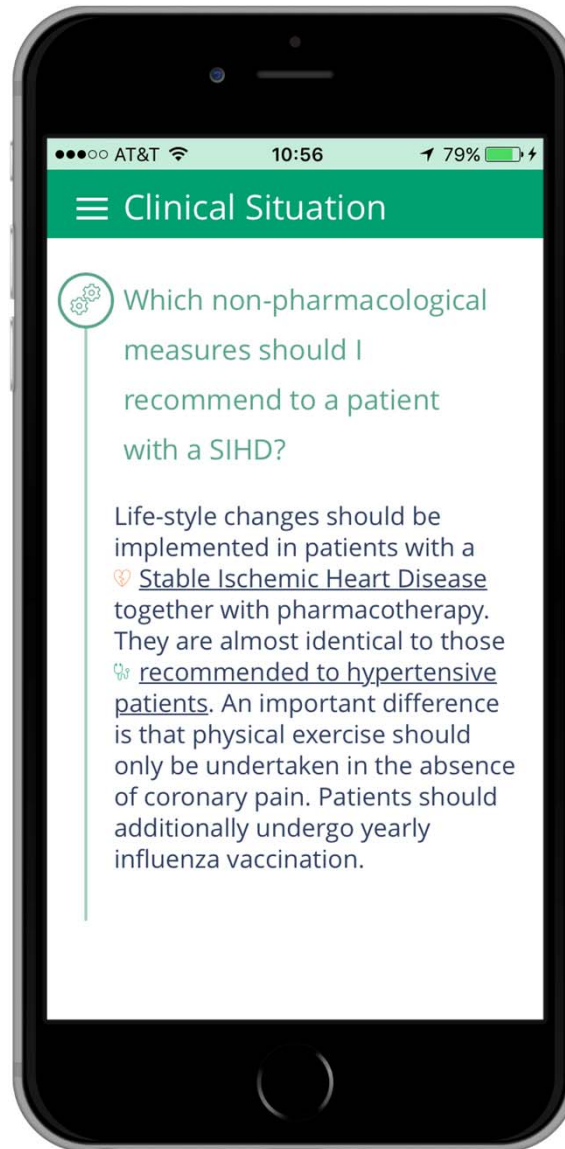 AT&T 10:56 79%
Clinical Situation
Which non-pharmacological
measures should I
recommend to a patient
with a SIHD?
Life-style changes should be
implemented in patients with a
Stable Ischemic Heart Disease
together with pharmacotherapy.
They are almost identical to those
recommended to hypertensive
patients. An important difference
is that physical exercise should
only be undertaken in the absence
of coronary pain. Patients should
additionally undergo yearly
influenza vaccination.